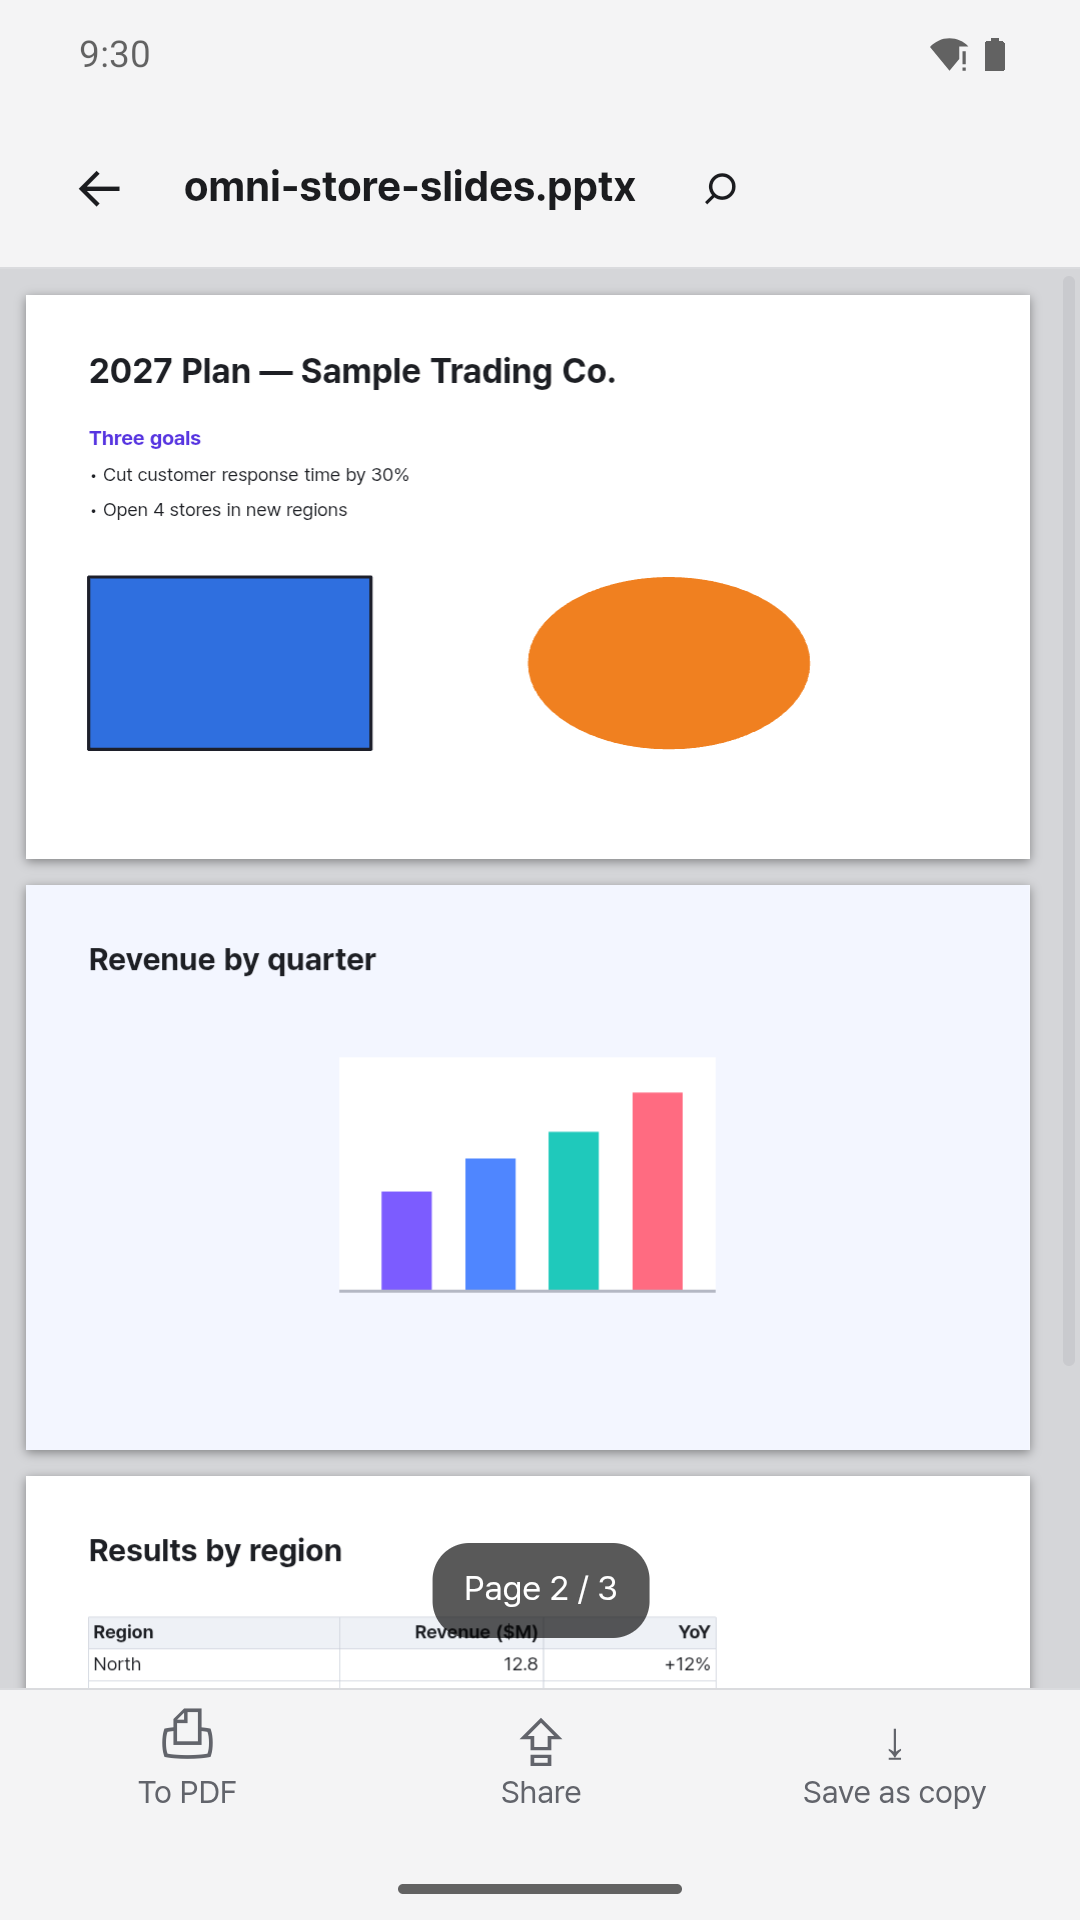 9:30
omni-store-slides.pptx
2027 Plan — Sample Trading Co.
Three goals
• Cut customer response time by 30%
• Open 4 stores in new regions
Revenue by quarter
Results by region
Page 2 / 3
Region Revenue ($M) YoY
North 12.8 +12%
To PDF Share Save as copy